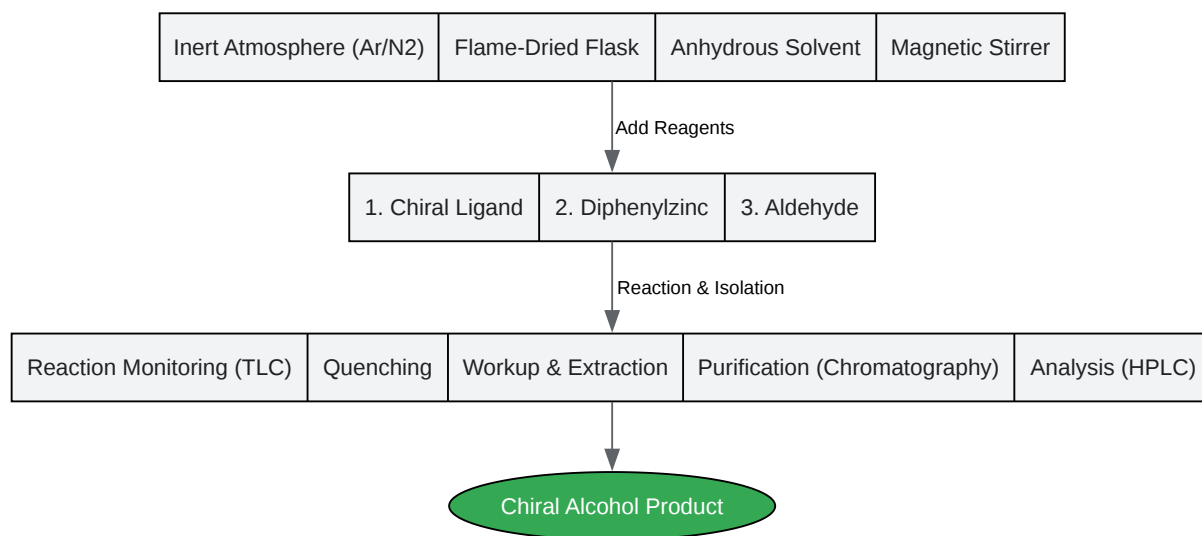 Inert Atmosphere (Ar/N2) Flame-Dried Flask Anhydrous Solvent Magnetic Stirrer
Add Reagents
1. Chiral Ligand 2. Diphenylzinc 3. Aldehyde
Reaction & Isolation
Reaction Monitoring (TLC) Quenching Workup & Extraction Purification (Chromatography) Analysis (HPLC)
Chiral Alcohol Product